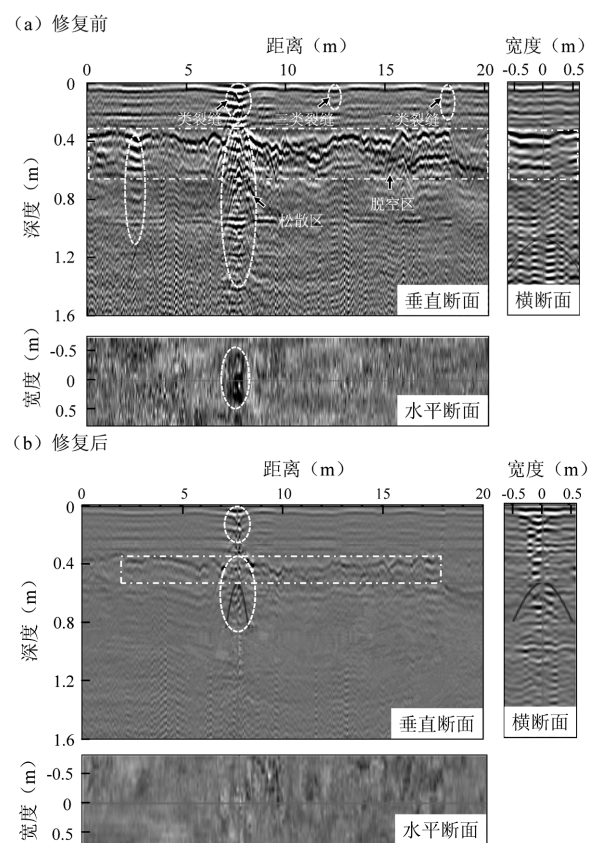 （a）修复前
距离（m）
宽度（m）
0 5 10 15 20
-0.5 0 0.5
0
0.4
0.8
1.2
1.6
深度（m）
类裂缝
二类裂缝
二类裂缝
脱空区
松散区
垂直断面
横断面
-0.5
0
0.5
宽度（m）
水平断面
（b）修复后
距离（m）
宽度（m）
0 5 10 15 20
-0.5 0 0.5
0
0.4
0.8
1.2
1.6
深度（m）
垂直断面
横断面
-0.5
0
0.5
宽度（m）
水平断面